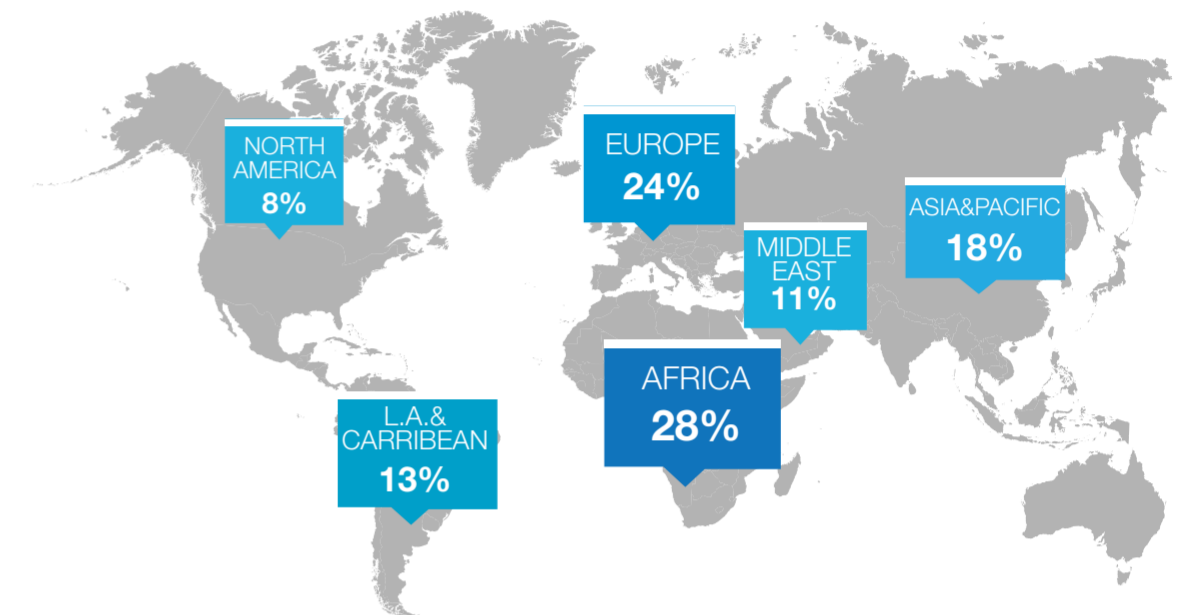 NORTH
AMERICA
8%
EUROPE
24%
ASIA&PACIFIC
18%
MIDDLE
EAST
11%
AFRICA
28%
L.A.&
CARRIBEAN
13%